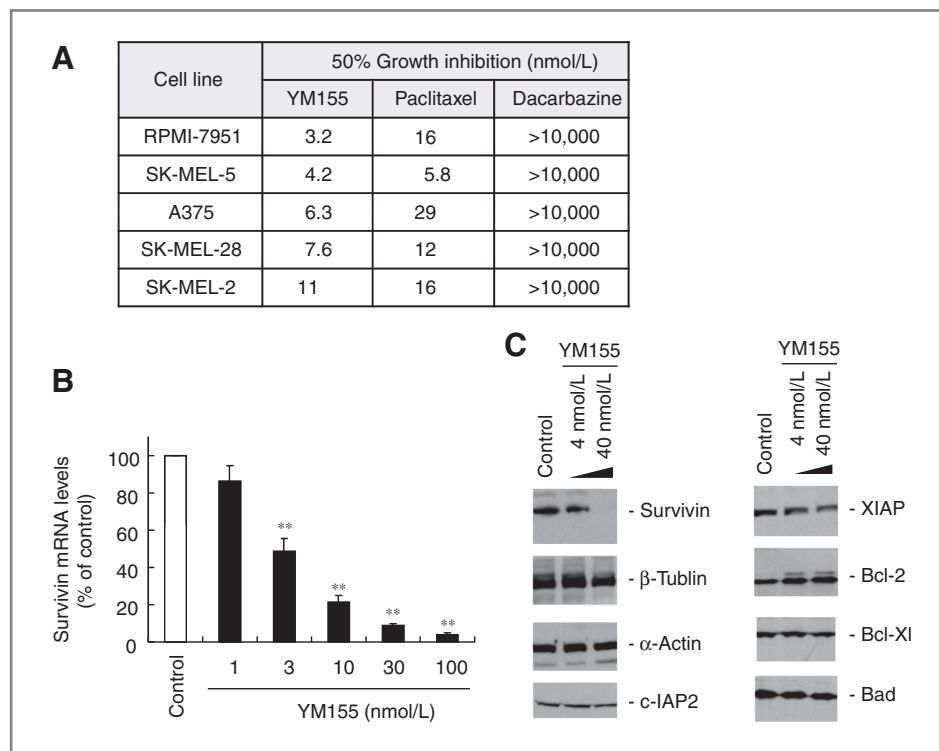 A
Cell line
50% Growth inhibition (nmol/L)
YM155 Paclitaxel Dacarbazine
RPMI-7951 3.2 16 >10,000
SK-MEL-5 4.2 5.8 >10,000
A375 6.3 29 >10,000
SK-MEL-28 7.6 12 >10,000
SK-MEL-2 11 16 >10,000
B
Survivin mRNA levels
(% of control)
100
80
60
40
20
0
**
**
**
**
Control 1 3 10 30 100
YM155 (nmol/L)
C
YM155
Control 4 nmol/L 40 nmol/L
- Survivin
- β-Tublin
- α-Actin
- c-IAP2
YM155
Control 4 nmol/L 40 nmol/L
- XIAP
- Bcl-2
- Bcl-Xl
- Bad